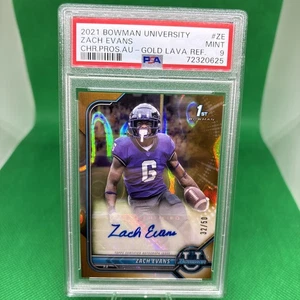 2021 BOWMAN UNIVERSITY #ZE
ZACH EVANS MINT
CHR.PROS.AU-GOLD LAVA REF. 9
PSA 72320625
1ST
BOWMAN
6
Zach Evans
32/50
ZACH EVANS
U